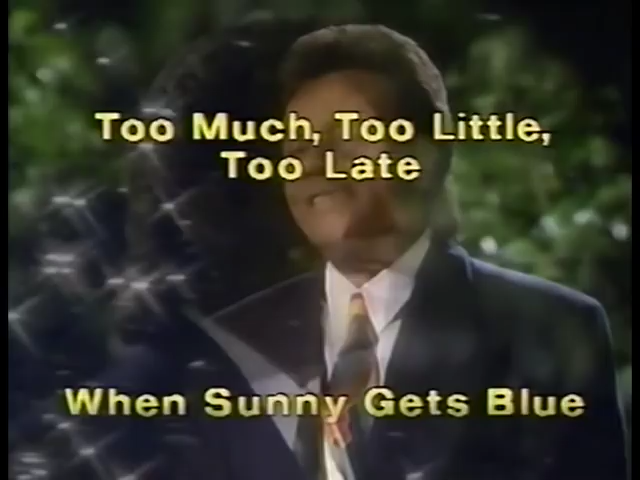 Too Much, Too Little,
Too Late
When Sunny Gets Blue